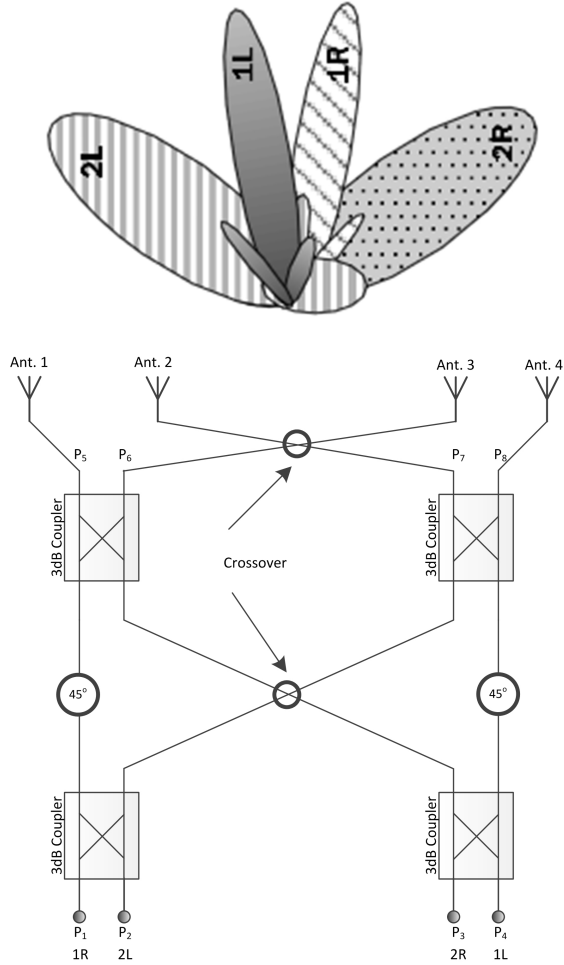 1L
1R
2L
2R
Ant. 1
Ant. 2
Ant. 3
Ant. 4
P5
P6
P7
P8
3dB Coupler
3dB Coupler
Crossover
45°
45°
3dB Coupler
3dB Coupler
P1
P2
P3
P4
1R
2L
2R
1L